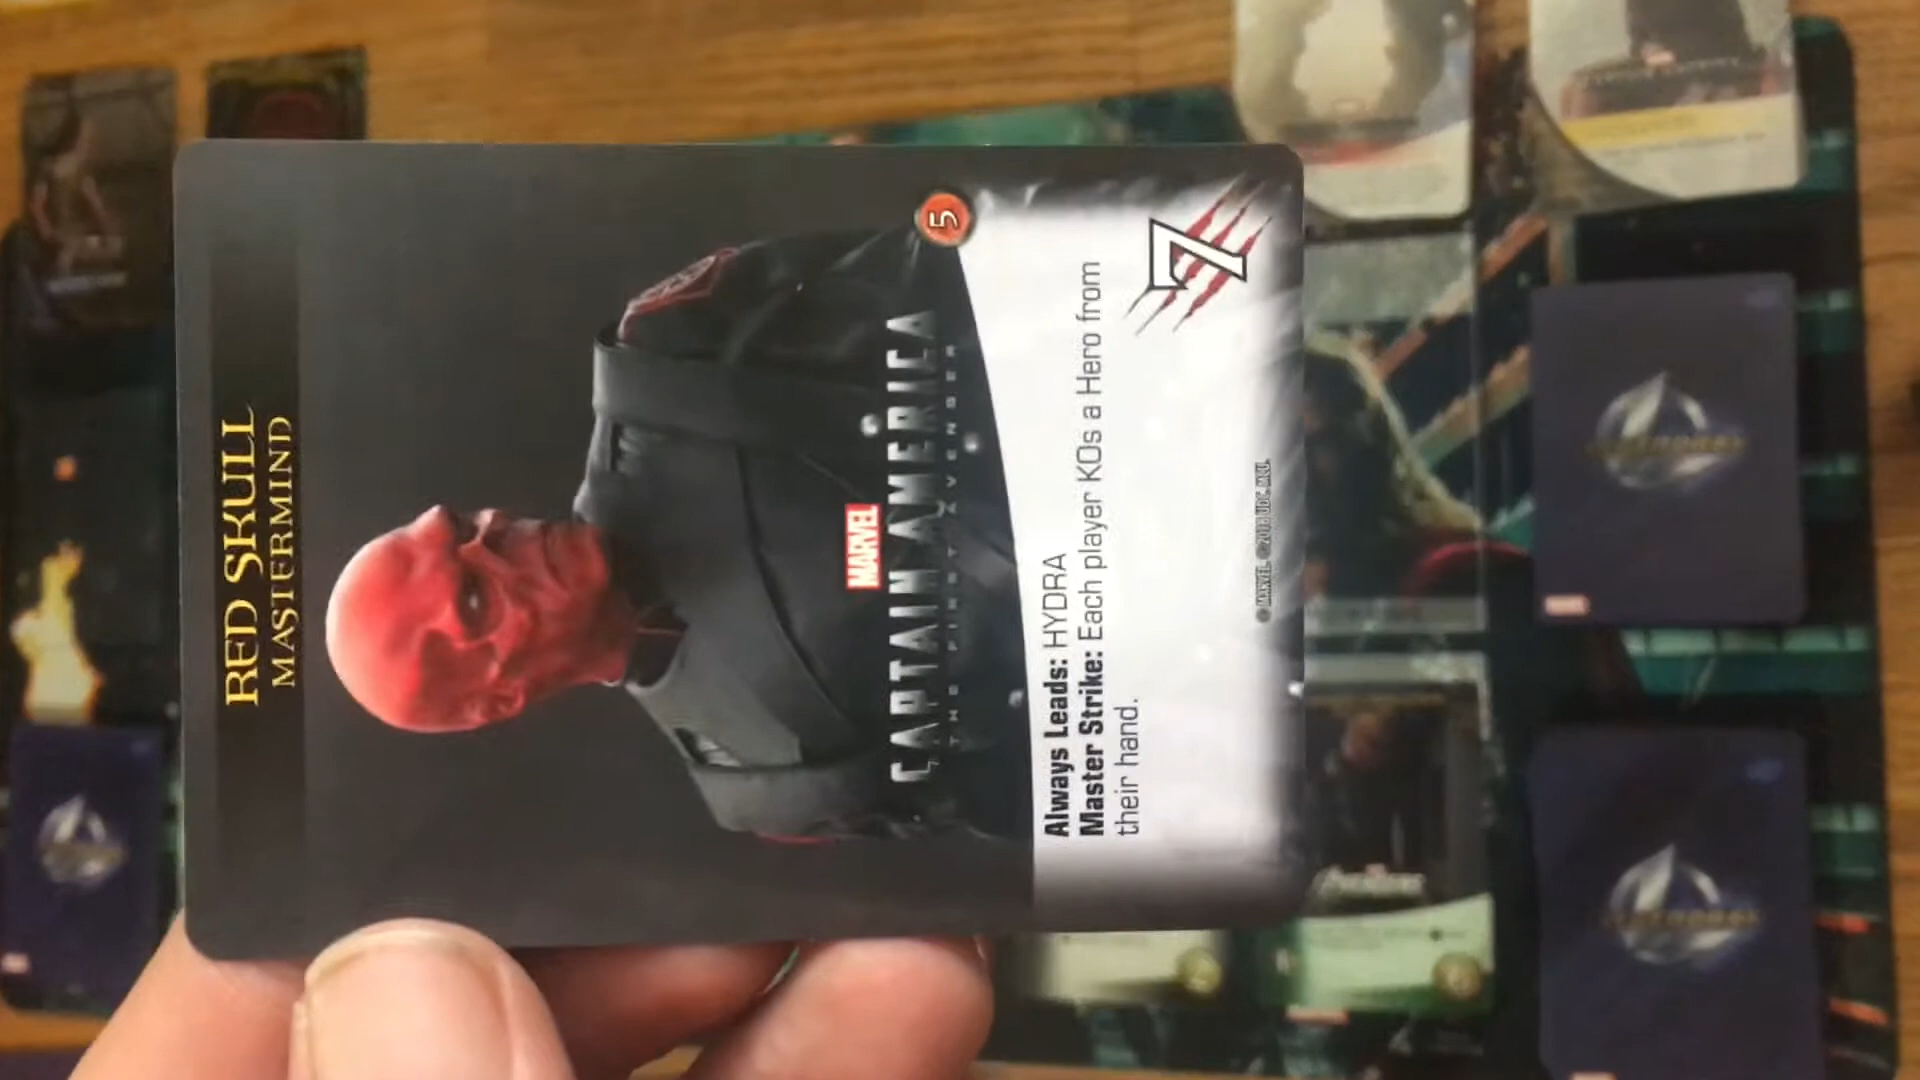 RED SKULL
MASTERMIND
MARVEL
CAPTAIN AMERICA
THE FIRST AVENGER
5
Always Leads: HYDRA
Master Strike: Each player KOs a Hero from
their hand.
7